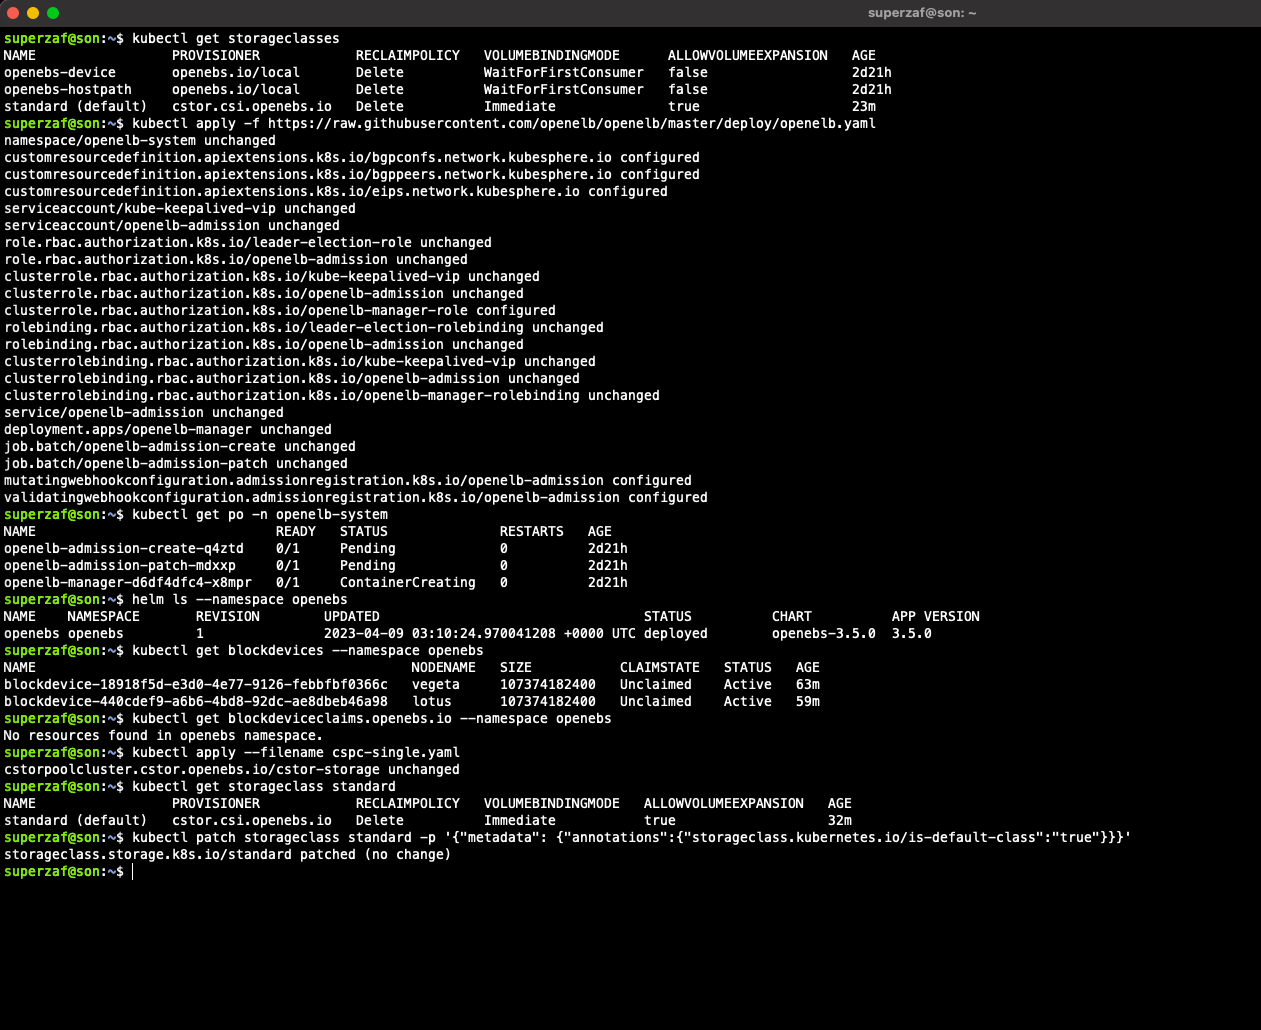 superzaf@son: ~
superzaf@son:~$ kubectl get storageclasses
NAME PROVISIONER RECLAIMPOLICY VOLUMEBINDINGMODE ALLOWVOLUMEEXPANSION AGE
openebs-device openebs.io/local Delete WaitForFirstConsumer false 2d21h
openebs-hostpath openebs.io/local Delete WaitForFirstConsumer false 2d21h
standard (default) cstor.csi.openebs.io Delete Immediate true 23m
superzaf@son:~$ kubectl apply -f https://raw.githubusercontent.com/openelb/openelb/master/deploy/openelb.yaml
namespace/openelb-system unchanged
customresourcedefinition.apiextensions.k8s.io/bgpconfs.network.kubesphere.io configured
customresourcedefinition.apiextensions.k8s.io/bgppeers.network.kubesphere.io configured
customresourcedefinition.apiextensions.k8s.io/eips.network.kubesphere.io configured
serviceaccount/kube-keepalived-vip unchanged
serviceaccount/openelb-admission unchanged
role.rbac.authorization.k8s.io/leader-election-role unchanged
role.rbac.authorization.k8s.io/openelb-admission unchanged
clusterrole.rbac.authorization.k8s.io/kube-keepalived-vip unchanged
clusterrole.rbac.authorization.k8s.io/openelb-admission unchanged
clusterrole.rbac.authorization.k8s.io/openelb-manager-role configured
rolebinding.rbac.authorization.k8s.io/leader-election-rolebinding unchanged
rolebinding.rbac.authorization.k8s.io/openelb-admission unchanged
clusterrolebinding.rbac.authorization.k8s.io/kube-keepalived-vip unchanged
clusterrolebinding.rbac.authorization.k8s.io/openelb-admission unchanged
clusterrolebinding.rbac.authorization.k8s.io/openelb-manager-rolebinding unchanged
service/openelb-admission unchanged
deployment.apps/openelb-manager unchanged
job.batch/openelb-admission-create unchanged
job.batch/openelb-admission-patch unchanged
mutatingwebhookconfiguration.admissionregistration.k8s.io/openelb-admission configured
validatingwebhookconfiguration.admissionregistration.k8s.io/openelb-admission configured
superzaf@son:~$ kubectl get po -n openelb-system
NAME READY STATUS RESTARTS AGE
openelb-admission-create-q4ztd 0/1 Pending 0 2d21h
openelb-admission-patch-mdxxp 0/1 Pending 0 2d21h
openelb-manager-d6df4dfc4-x8mpr 0/1 ContainerCreating 0 2d21h
superzaf@son:~$ helm ls --namespace openebs
NAME NAMESPACE REVISION UPDATED STATUS CHART APP VERSION
openebs openebs 1 2023-04-09 03:10:24.970041208 +0000 UTC deployed openebs-3.5.0 3.5.0
superzaf@son:~$ kubectl get blockdevices --namespace openebs
NAME NODENAME SIZE CLAIMSTATE STATUS AGE
blockdevice-18918f5d-e3d0-4e77-9126-febbfbf0366c vegeta 107374182400 Unclaimed Active 63m
blockdevice-440cdef9-a6b6-4bd8-92dc-ae8dbeb46a98 lotus 107374182400 Unclaimed Active 59m
superzaf@son:~$ kubectl get blockdeviceclaims.openebs.io --namespace openebs
No resources found in openebs namespace.
superzaf@son:~$ kubectl apply --filename cspc-single.yaml
cstorpoolcluster.cstor.openebs.io/cstor-storage unchanged
superzaf@son:~$ kubectl get storageclass standard
NAME PROVISIONER RECLAIMPOLICY VOLUMEBINDINGMODE ALLOWVOLUMEEXPANSION AGE
standard (default) cstor.csi.openebs.io Delete Immediate true 32m
superzaf@son:~$ kubectl patch storageclass standard -p '{"metadata": {"annotations":{"storageclass.kubernetes.io/is-default-class":"true"}}}'
storageclass.storage.k8s.io/standard patched (no change)
superzaf@son:~$